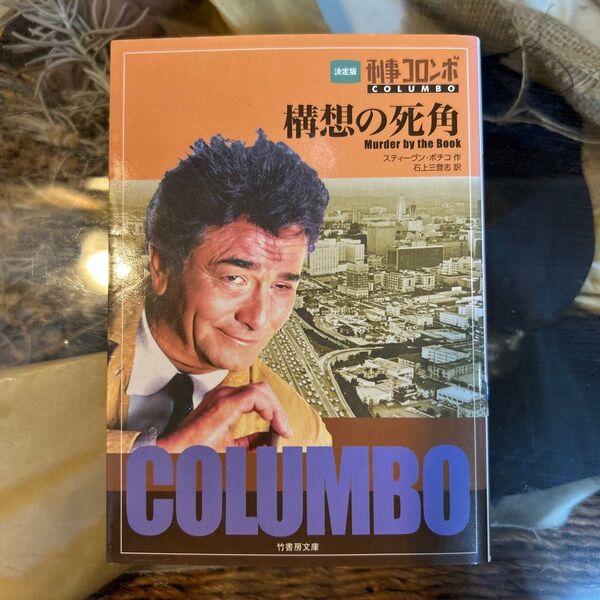 決定版
刑事コロンボ
COLUMBO
構想の死角
Murder by the Book
スティーヴン・ボチコ 作
石上三登志 訳
COLUMBO
竹書房文庫